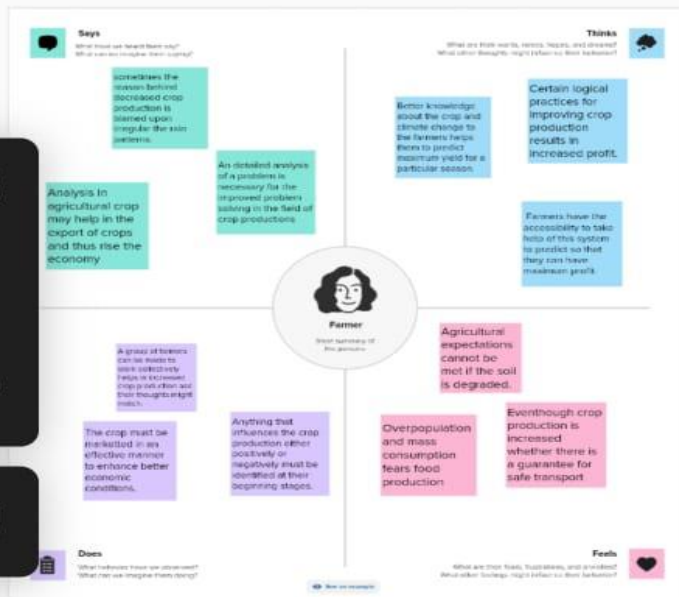 Says
What have we heard them say?
What can we imagine them saying?
sometimes the
reason behind
decreased crop
production is
blamed upon
irregular the rain
patterns.
An detailed analysis
of a problem is
necessary for the
improved problem
solving in the field of
crop productions
Analysis in
agricultural crop
may help in the
export of crops
and thus rise the
economy
Thinks
What are their wants, needs, hopes, and dreams?
What other thoughts might influence their behavior?
Better knowledge
about the crop and
climate change to
the farmers helps
them to predict
maximum yield for a
particular season.
Certain logical
practices for
improving crop
production
results in
increased profit.
Farmers have the
accessibility to take
help of this system
to predict so that
they can have
maximum profit.
Farmer
Short summary of
the persona
A group of farmers
can be made to
work collectively
helps in increased
crop production and
their thoughts might
match.
The crop must be
marketted in an
effective manner
to enhance better
economic
conditions.
Anything that
influences the crop
production either
positively or
negatively must be
identified at their
beginning stages.
Does
What behavior have we observed?
What can we imagine them doing?
Agricultural
expectations
cannot be
met if the soil
is degraded.
Overpopulation
and mass
consumption
fears food
production
Eventhough crop
production is
increased
whether there is
a guarantee for
safe transport
Feels
What are their fears, frustrations, and anxieties?
What other feelings might influence their behavior?
See an example